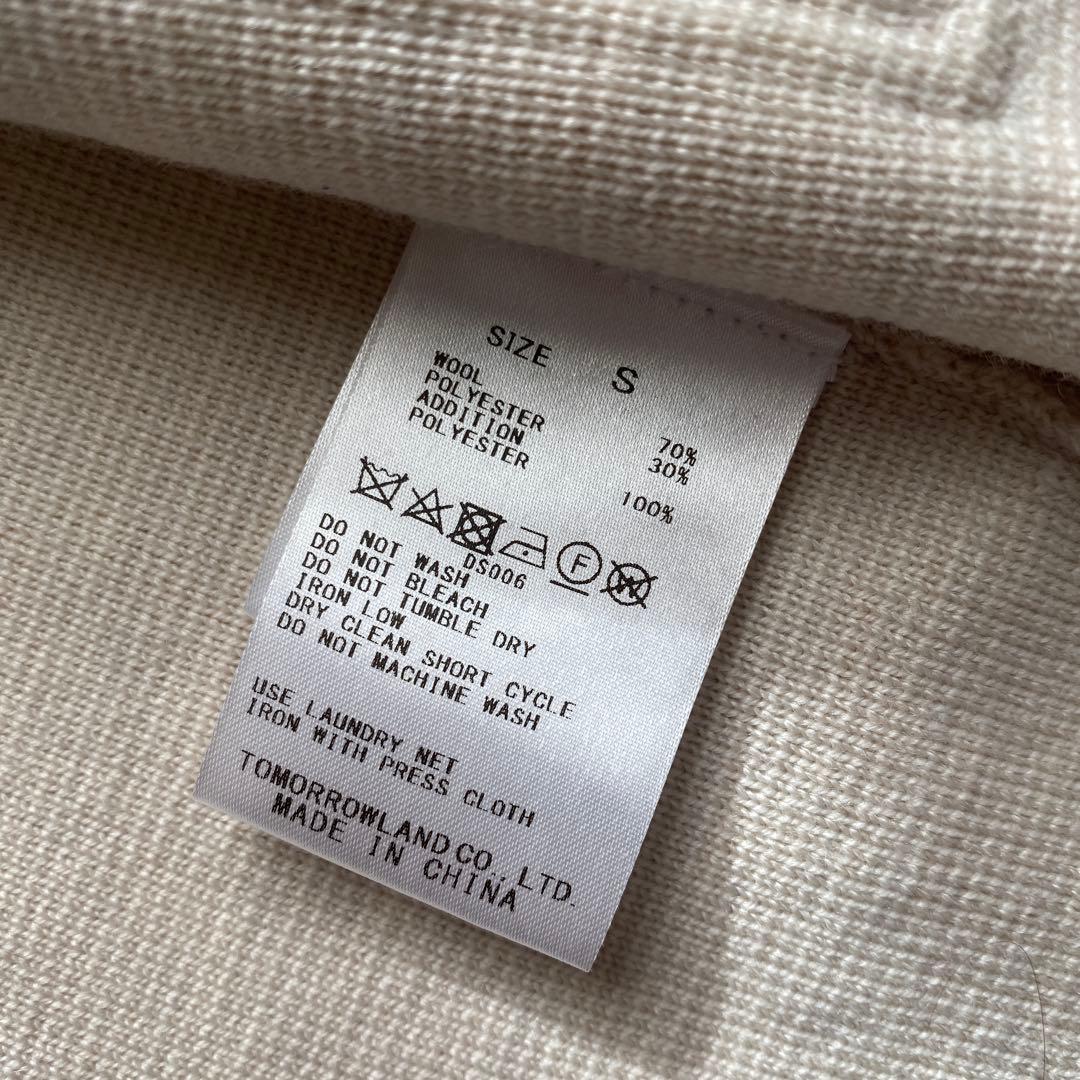 SIZE S
WOOL 70%
POLYESTER 30%
ADDITION
POLYESTER 100%
F W
DS006
DO NOT WASH
DO NOT BLEACH
DO NOT TUMBLE DRY
IRON LOW
DRY CLEAN SHORT CYCLE
DO NOT MACHINE WASH
USE LAUNDRY NET
IRON WITH PRESS CLOTH
TOMORROWLAND CO., LTD.
MADE IN CHINA